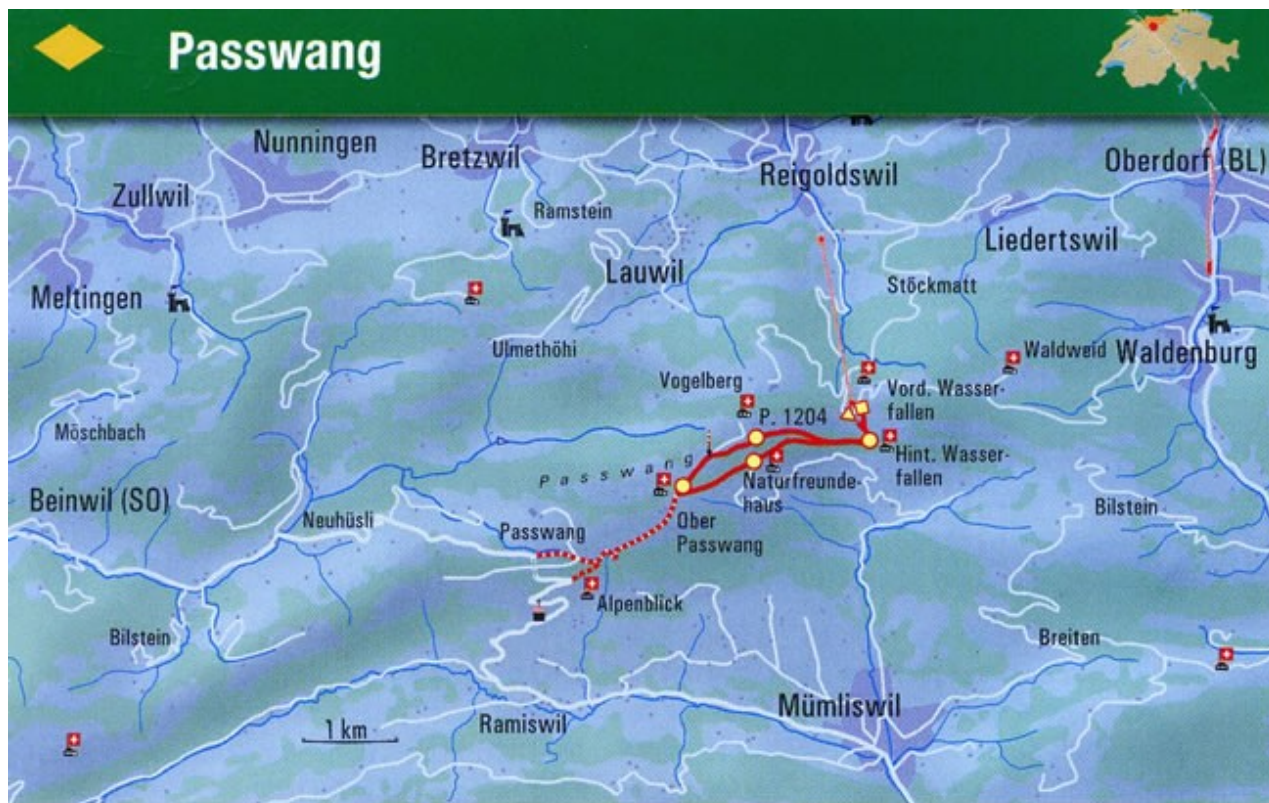 Passwang
Nunningen
Bretzwil
Reigoldswil
Oberdorf (BL)
Zullwil
Ramstein
Liedertswil
Lauwil
Meltingen
Stöckmatt
Ulmethöhi
Waldweid
Waldenburg
Vogelberg
Vord. Wasser-
fallen
P. 1204
Möschbach
Hint. Wasser-
fallen
Passwang
Naturfreunde-
haus
Beinwil (SO)
Neuhüsli
Passwang
Ober
Passwang
Bilstein
Alpenblick
Bilstein
Breiten
Mümliswil
Ramiswil
1 km